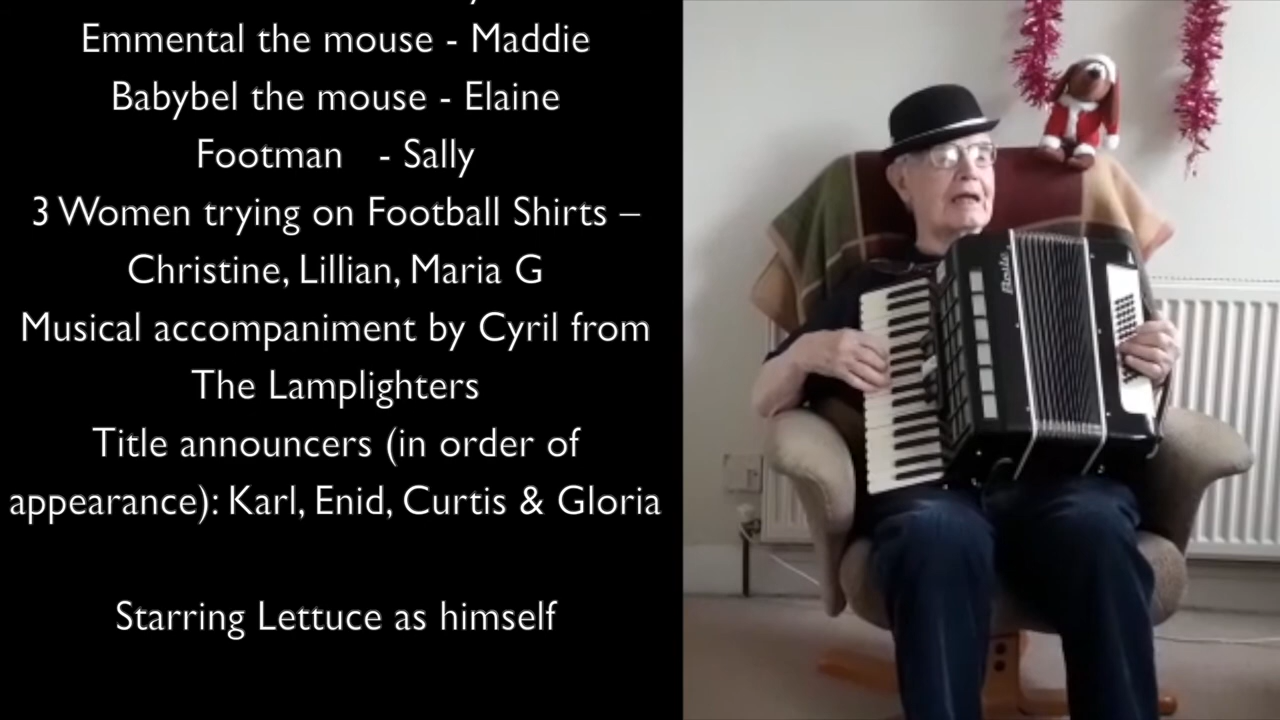 Emmental the mouse - Maddie
Babybel the mouse - Elaine
Footman - Sally
3 Women trying on Football Shirts –
Christine, Lillian, Maria G
Musical accompaniment by Cyril from
The Lamplighters
Title announcers (in order of
appearance): Karl, Enid, Curtis & Gloria
Starring Lettuce as himself